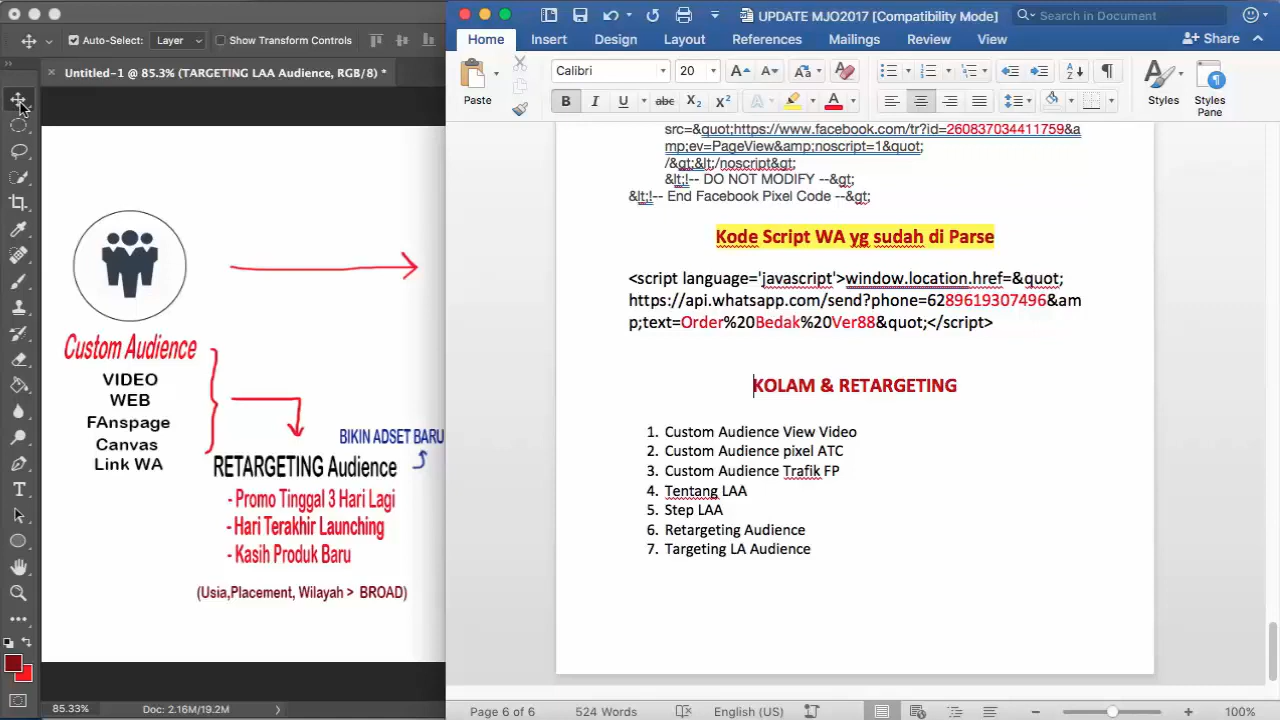 Auto-Select: Layer Show Transform Controls
Untitled-1 @ 85.3% (TARGETING LAA Audience, RGB/8) *
Custom Audience
VIDEO
WEB
FAnspage
Canvas
Link WA
BIKIN ADSET BARU
RETARGETING Audience
- Promo Tinggal 3 Hari Lagi
- Hari Terakhir Launching
- Kasih Produk Baru
(Usia,Placement, Wilayah > BROAD)
85.33% Doc: 2.16M/19.2M
UPDATE MJO2017 [Compatibility Mode]
Search in Document
Home Insert Design Layout References Mailings Review View
Share
Paste
Calibri 20
Styles
Styles Pane
src=&quot;https://www.facebook.com/tr?id=260837034411759&a
mp;ev=PageView&amp;noscript=1&quot;
/&gt;&lt;/noscript&gt;
&lt;!-- DO NOT MODIFY --&gt;
&lt;!-- End Facebook Pixel Code --&gt;
Kode Script WA yg sudah di Parse
<script language='javascript'>window.location.href=&quot;
https://api.whatsapp.com/send?phone=6289619307496&am
p;text=Order%20Bedak%20Ver88&quot;</script>
KOLAM & RETARGETING
1. Custom Audience View Video
2. Custom Audience pixel ATC
3. Custom Audience Trafik FP
4. Tentang LAA
5. Step LAA
6. Retargeting Audience
7. Targeting LA Audience
Page 6 of 6 524 Words English (US) 100%